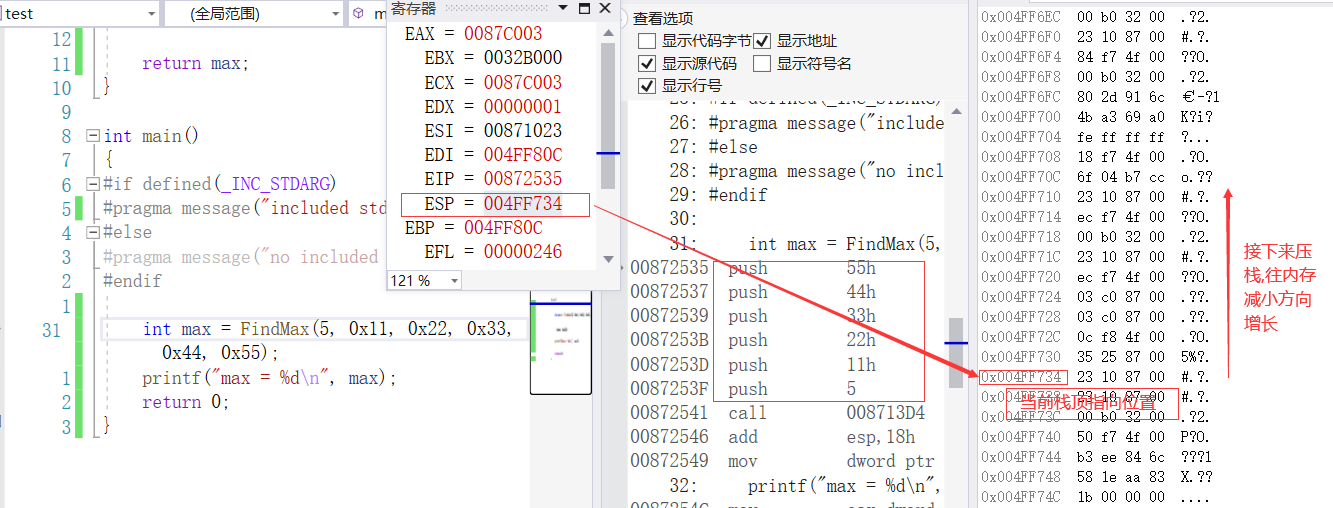 test
(全局范围)
m
12
11 return max;
10 }
9
8 int main()
7 {
6 #if defined(_INC_STDARG)
5 #pragma message("included std
4 #else
3 #pragma message("no included
2 #endif
1
31 int max = FindMax(5, 0x11, 0x22, 0x33,
0x44, 0x55);
1 printf("max = %d\n", max);
2 return 0;
3 }
寄存器
EAX = 0087C003
EBX = 0032B000
ECX = 0087C003
EDX = 00000001
ESI = 00871023
EDI = 004FF80C
EIP = 00872535
ESP = 004FF734
EBP = 004FF80C
EFL = 00000246
121 %
查看选项
显示代码字节 显示地址
显示源代码 显示符号名
显示行号
26: #pragma message("include
27: #else
28: #pragma message("no incl
29: #endif
30:
31: int max = FindMax(5,
00872535 push 55h
00872537 push 44h
00872539 push 33h
0087253B push 22h
0087253D push 11h
0087253F push 5
00872541 call 008713D4
00872546 add esp,18h
00872549 mov dword ptr
32: printf("max = %d\n",
0x004FF6EC 00 b0 32 00 .?2.
0x004FF6F0 23 10 87 00 #.?.
0x004FF6F4 84 f7 4f 00 ??O.
0x004FF6F8 00 b0 32 00 .?2.
0x004FF6FC 80 2d 91 6c €-?l
0x004FF700 4b a3 69 a0 K?i?
0x004FF704 fe ff ff ff ?...
0x004FF708 18 f7 4f 00 .?O.
0x004FF70C 6f 04 b7 cc o.??
0x004FF710 23 10 87 00 #.?.
0x004FF714 ec f7 4f 00 ??O.
0x004FF718 00 b0 32 00 .?2.
0x004FF71C 23 10 87 00 #.?.
0x004FF720 ec f7 4f 00 ??O.
0x004FF724 03 c0 87 00 .??.
0x004FF728 03 c0 87 00 .??.
0x004FF72C 0c f8 4f 00 .?O.
0x004FF730 35 25 87 00 5%?.
0x004FF734 23 10 87 00 #.?.
0x004FF738 23 10 87 00 #.?.
当前栈顶指向位置
0x004FF73C 00 b0 32 00 .?2.
0x004FF740 50 f7 4f 00 P?O.
0x004FF744 b3 ee 84 6c ???l
0x004FF748 58 1e aa 83 X.??
0x004FF74C 1b 00 00 00 ....
接下来压
栈,往内存
减小方向
增长